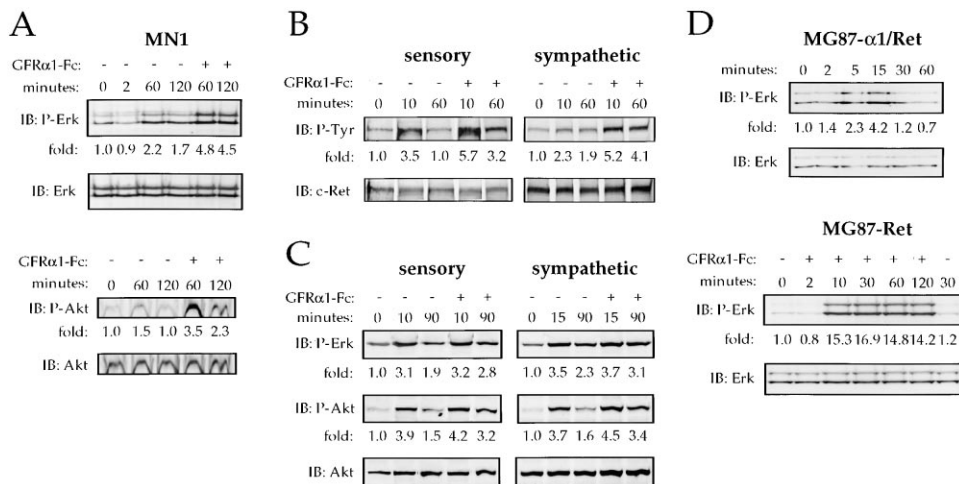 A
MN1
GFRα1-Fc: - - - - + +
minutes: 0 2 60 120 60 120
IB: P-Erk
fold: 1.0 0.9 2.2 1.7 4.8 4.5
IB: Erk
GFRα1-Fc: - - - + +
minutes: 0 60 120 60 120
IB: P-Akt
fold: 1.0 1.5 1.0 3.5 2.3
IB: Akt
B
sensory sympathetic
GFRα1-Fc: - - - + + - - - + +
minutes: 0 10 60 10 60 0 10 60 10 60
IB: P-Tyr
fold: 1.0 3.5 1.0 5.7 3.2 1.0 2.3 1.9 5.2 4.1
IB: c-Ret
C
sensory sympathetic
GFRα1-Fc: - - - + + - - - + +
minutes: 0 10 90 10 90 0 15 90 15 90
IB: P-Erk
fold: 1.0 3.1 1.9 3.2 2.8 1.0 3.5 2.3 3.7 3.1
IB: P-Akt
fold: 1.0 3.9 1.5 4.2 3.2 1.0 3.7 1.6 4.5 3.4
IB: Akt
D
MG87-α1/Ret
minutes: 0 2 5 15 30 60
IB: P-Erk
fold: 1.0 1.4 2.3 4.2 1.2 0.7
IB: Erk
MG87-Ret
GFRα1-Fc: - + + + + + -
minutes: 0 2 10 30 60 120 30
IB: P-Erk
fold: 1.0 0.8 15.3 16.9 14.8 14.2 1.2
IB: Erk